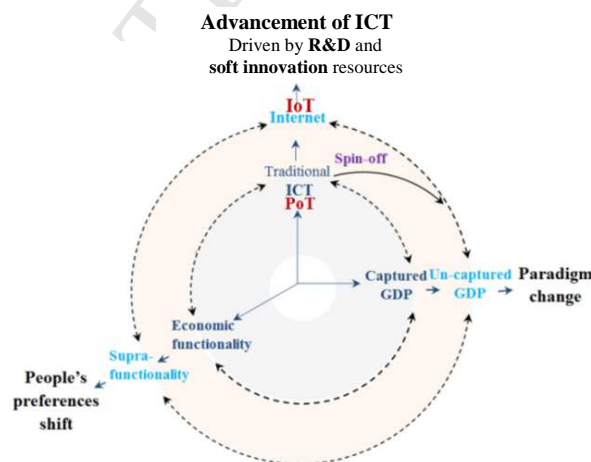 Advancement of ICT
Driven by R&D and
soft innovation resources
IoT
Internet
Spin-off
Traditional
ICT
PoT
Captured
GDP
Un-captured
GDP
Paradigm
change
Economic
functionality
Supra-
functionality
People's
preferences
shift